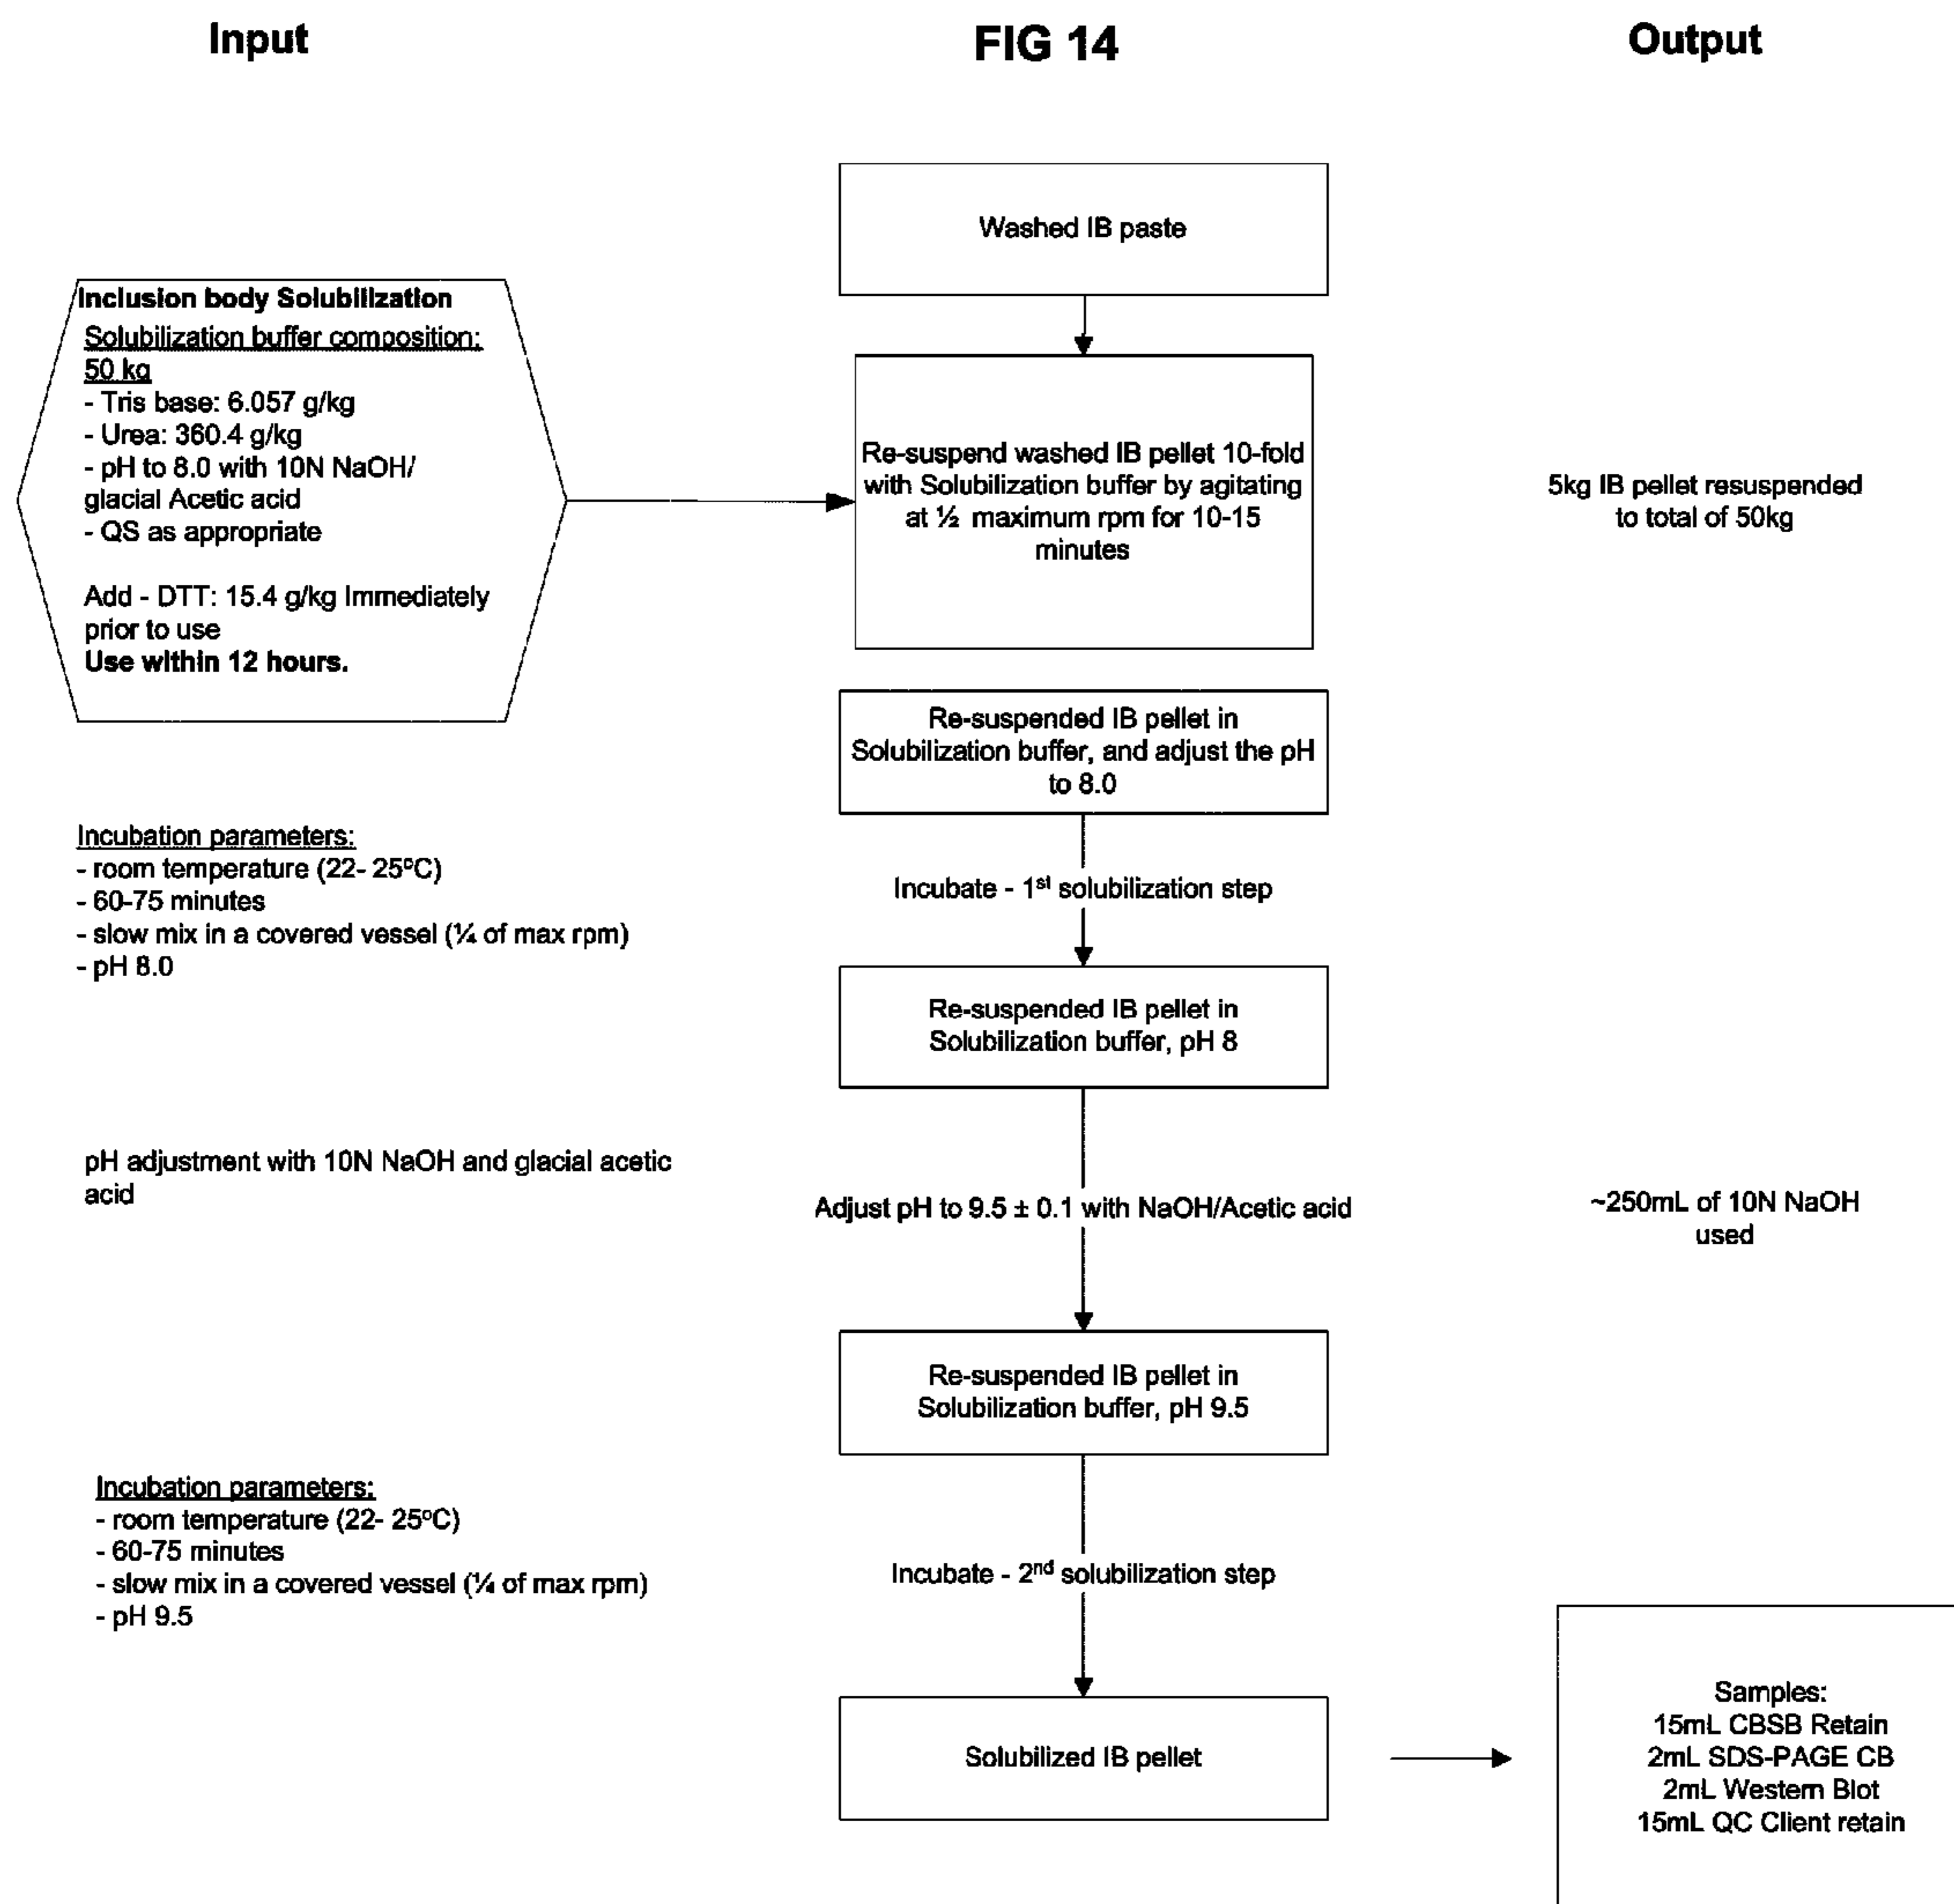 Input
FIG 14
Output
Washed IB paste
Inclusion body Solubilization
Solubilization buffer composition:
50 kg
- Tris base: 6.057 g/kg
- Urea: 360.4 g/kg
- pH to 8.0 with 10N NaOH/
glacial Acetic acid
- QS as appropriate
Add - DTT: 15.4 g/kg Immediately
prior to use
Use within 12 hours.
Re-suspend washed IB pellet 10-fold
with Solubilization buffer by agitating
at ½ maximum rpm for 10-15
minutes
5kg IB pellet resuspended
to total of 50kg
Re-suspended IB pellet in
Solubilization buffer, and adjust the pH
to 8.0
Incubation parameters:
- room temperature (22- 25ºC)
- 60-75 minutes
- slow mix in a covered vessel (¼ of max rpm)
- pH 8.0
Incubate - 1st solubilization step
Re-suspended IB pellet in
Solubilization buffer, pH 8
pH adjustment with 10N NaOH and glacial acetic
acid
Adjust pH to 9.5 ± 0.1 with NaOH/Acetic acid
~250mL of 10N NaOH
used
Re-suspended IB pellet in
Solubilization buffer, pH 9.5
Incubation parameters:
- room temperature (22- 25ºC)
- 60-75 minutes
- slow mix in a covered vessel (¼ of max rpm)
- pH 9.5
Incubate - 2nd solubilization step
Solubilized IB pellet
Samples:
15mL CBSB Retain
2mL SDS-PAGE CB
2mL Western Blot
15mL QC Client retain